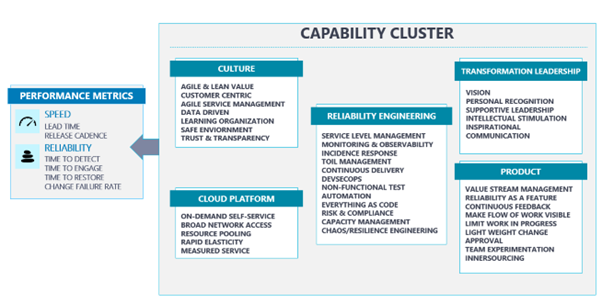 CAPABILITY CLUSTER
PERFORMANCE METRICS
SPEED
LEAD TIME
RELEASE CADENCE
RELIABILITY
TIME TO DETECT
TIME TO ENGAGE
TIME TO RESTORE
CHANGE FAILURE RATE
CULTURE
AGILE & LEAN VALUE
CUSTOMER CENTRIC
AGILE SERVICE MANAGEMENT
DATA DRIVEN
LEARNING ORGANIZATION
SAFE ENVIORNMENT
TRUST & TRANSPARENCY
CLOUD PLATFORM
ON-DEMAND SELF-SERVICE
BROAD NETWORK ACCESS
RESOURCE POOLING
RAPID ELASTICITY
MEASURED SERVICE
RELIABILITY ENGINEERING
SERVICE LEVEL MANAGEMENT
MONITORING & OBSERVABILITY
INCIDENCE RESPONSE
TOIL MANAGEMENT
CONTINUOUS DELIVERY
DEVSECOPS
NON-FUNCTIONAL TEST
AUTOMATION
EVERYTHING AS CODE
RISK & COMPLIANCE
CAPACITY MANAGEMENT
CHAOS/RESILIENCE ENGINEERING
TRANSFORMATION LEADERSHIP
VISION
PERSONAL RECOGNITION
SUPPORTIVE LEADERSHIP
INTELLECTUAL STIMULATION
INSPIRATIONAL
COMMUNICATION
PRODUCT
VALUE STREAM MANAGEMENT
RELIABILITY AS A FEATURE
CONTINUOUS FEEDBACK
MAKE FLOW OF WORK VISIBLE
LIMIT WORK IN PROGRESS
LIGHT WEIGHT CHANGE
APPROVAL
TEAM EXPERIMENTATION
INNERSOURCING